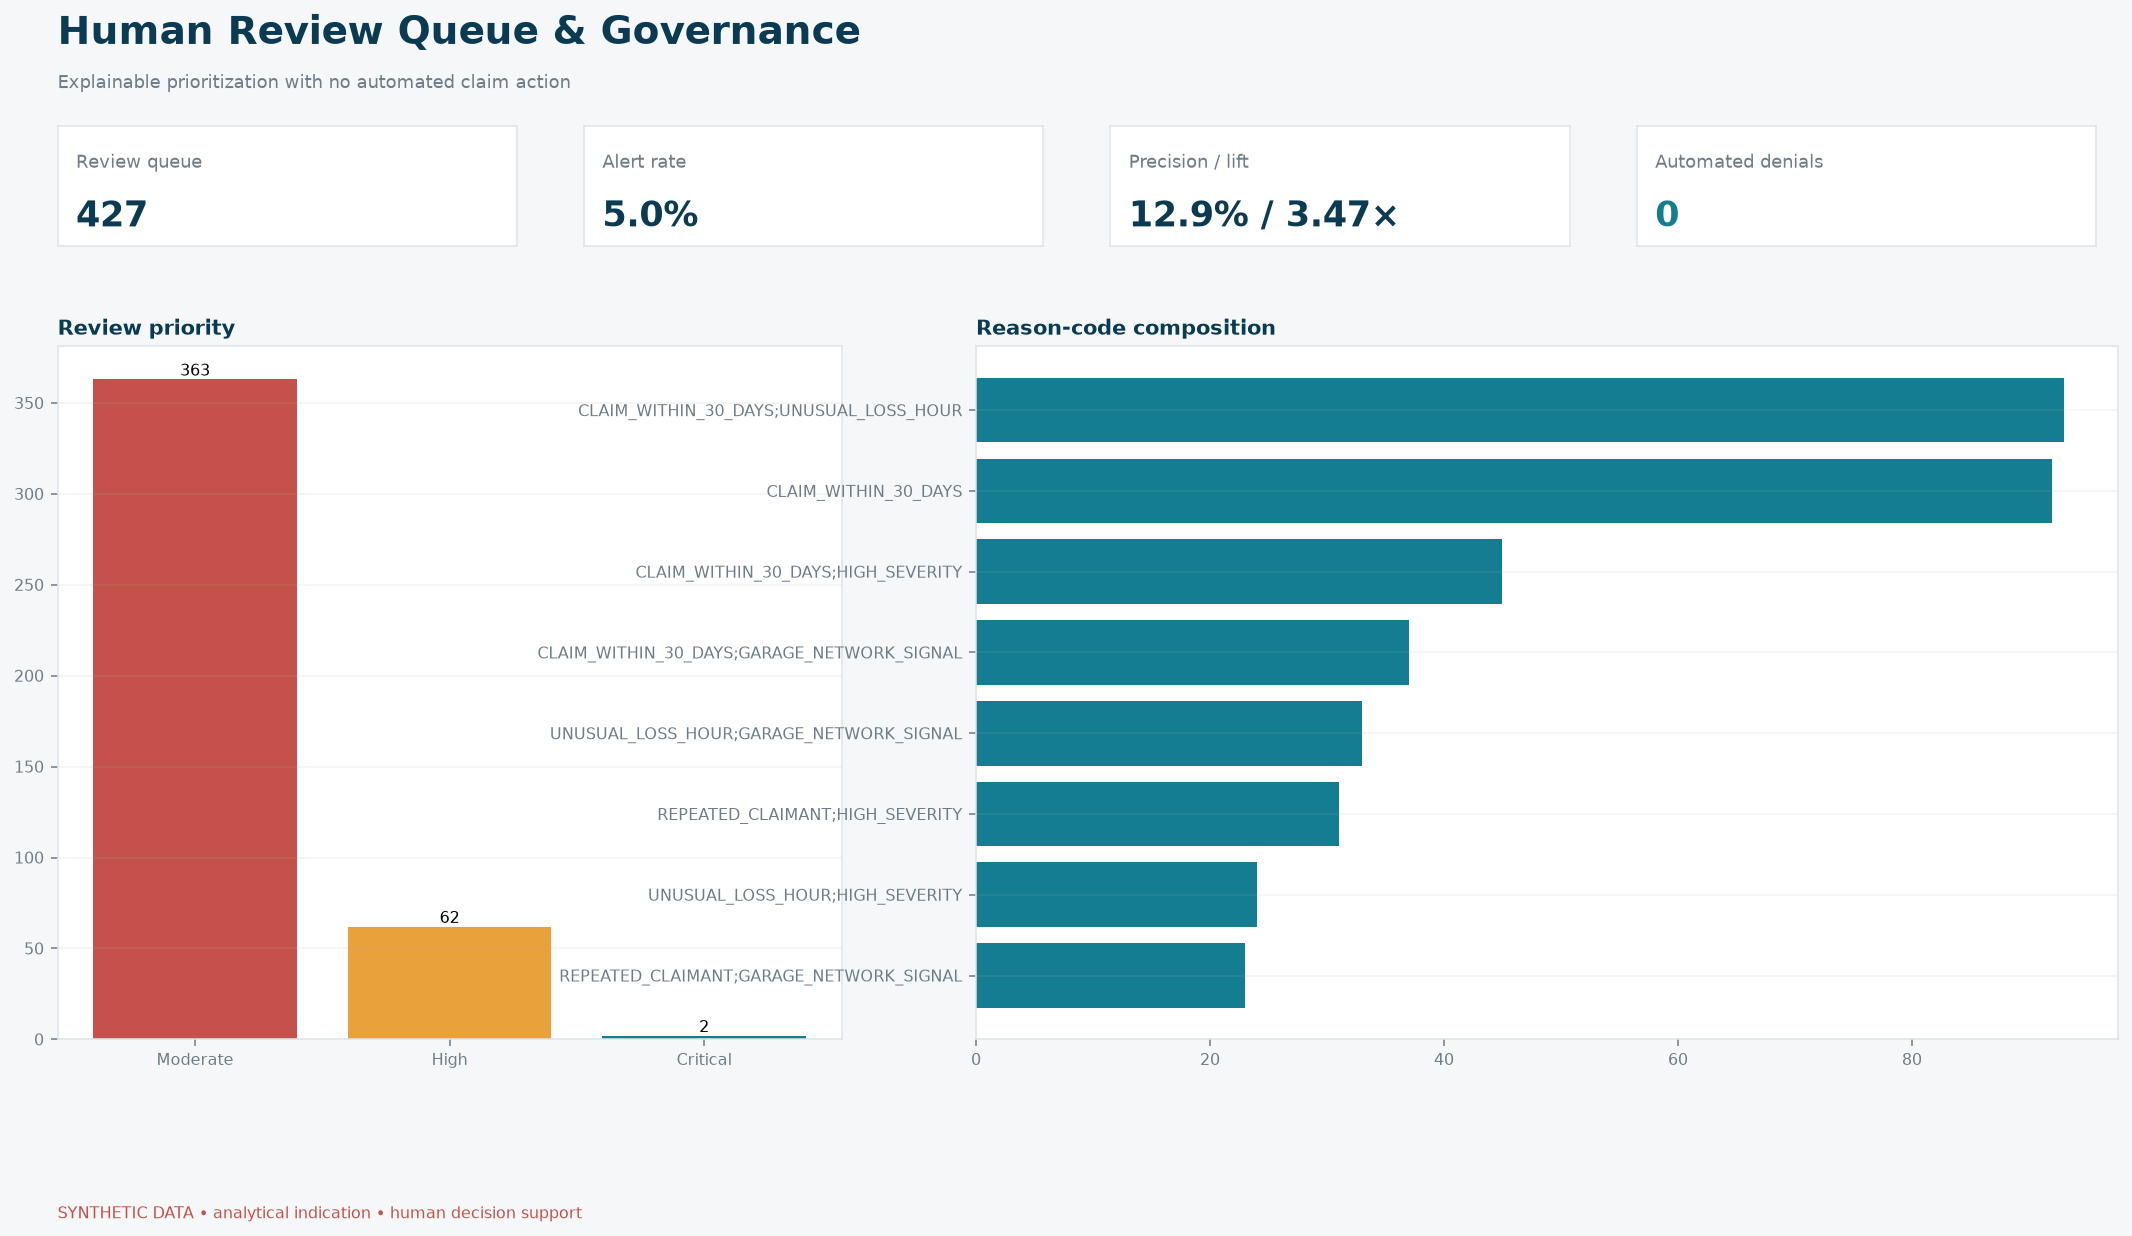 Human Review Queue & Governance
Explainable prioritization with no automated claim action
Review queue
427
Alert rate
5.0%
Precision / lift
12.9% / 3.47×
Automated denials
0
Review priority
363
62
2
350
300
250
200
150
100
50
0
Moderate
High
Critical
Reason-code composition
CLAIM_WITHIN_30_DAYS;UNUSUAL_LOSS_HOUR
CLAIM_WITHIN_30_DAYS
CLAIM_WITHIN_30_DAYS;HIGH_SEVERITY
CLAIM_WITHIN_30_DAYS;GARAGE_NETWORK_SIGNAL
UNUSUAL_LOSS_HOUR;GARAGE_NETWORK_SIGNAL
REPEATED_CLAIMANT;HIGH_SEVERITY
UNUSUAL_LOSS_HOUR;HIGH_SEVERITY
REPEATED_CLAIMANT;GARAGE_NETWORK_SIGNAL
0
20
40
60
80
SYNTHETIC DATA • analytical indication • human decision support